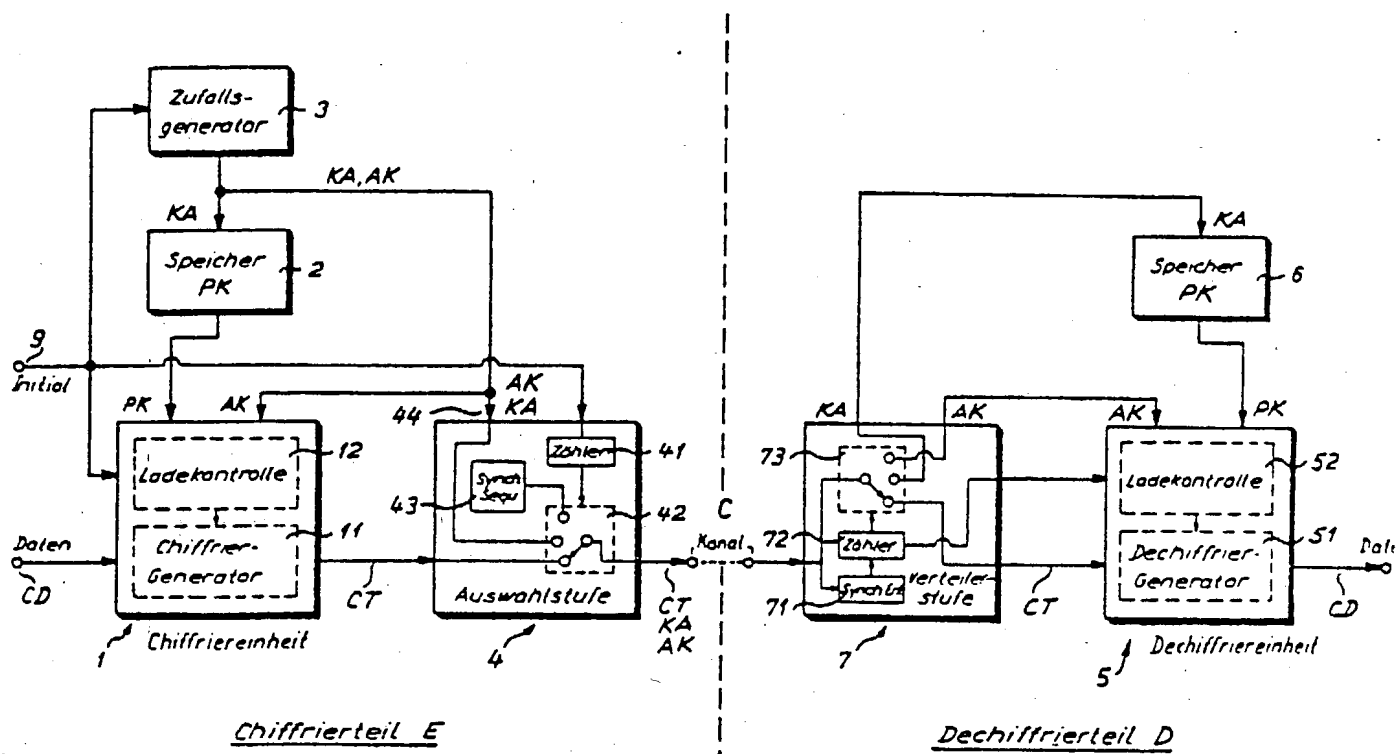 Zufalls-
generator
3
KA, AK
KA
Speicher
PK
2
9
Initial
PK
AK
44
AK
KA
12
Ladekontrolle
11
Chiffrier-
Generator
Daten
CD
1
Chiffriereinheit
CT
Zähler
41
Synch
Sequ
43
42
Auswahlstufe
4
CT
KA
AK
C
Kanal
KA
Speicher
PK
6
KA
AK
AK
PK
73
72
Zähler
71
Verteiler-
stufe
7
CT
52
Ladekontrolle
51
Dechiffrier-
Generator
Date
CD
5
Dechiffriereinheit
Chiffrierteil E
Dechiffrierteil D